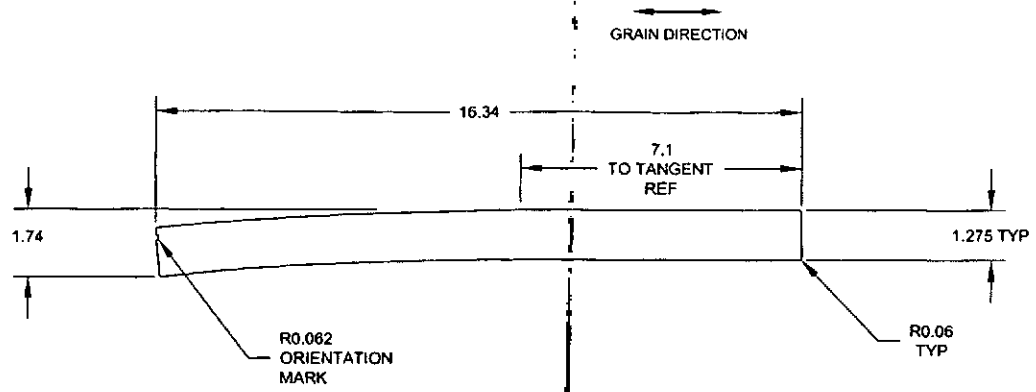 GRAIN DIRECTION
16.34
7.1
TO TANGENT
REF
1.74
1.275 TYP
R0.062
ORIENTATION
MARK
R0.06
TYP